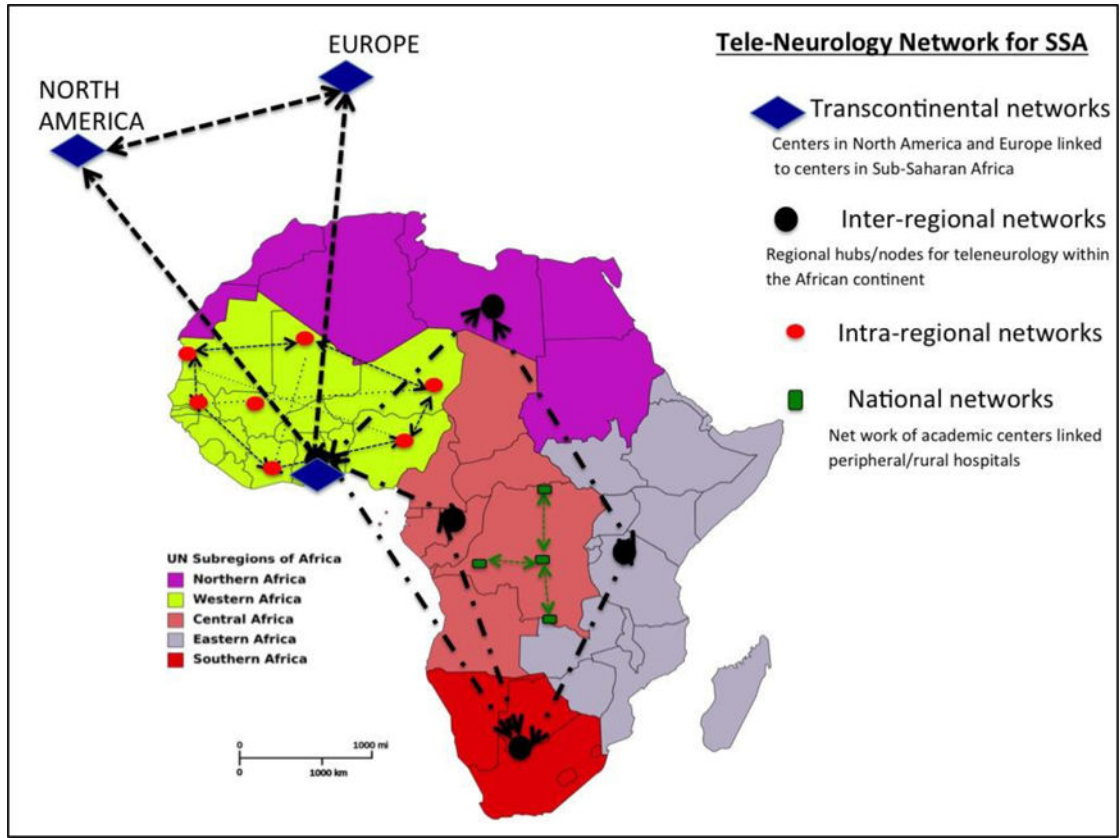 EUROPE
NORTH
AMERICA
Tele-Neurology Network for SSA
Transcontinental networks
Centers in North America and Europe linked
to centers in Sub-Saharan Africa
Inter-regional networks
Regional hubs/nodes for teleneurology within
the African continent
Intra-regional networks
National networks
Net work of academic centers linked
peripheral/rural hospitals
UN Subregions of Africa
Northern Africa
Western Africa
Central Africa
Eastern Africa
Southern Africa
0 1000 mi
0 1000 km